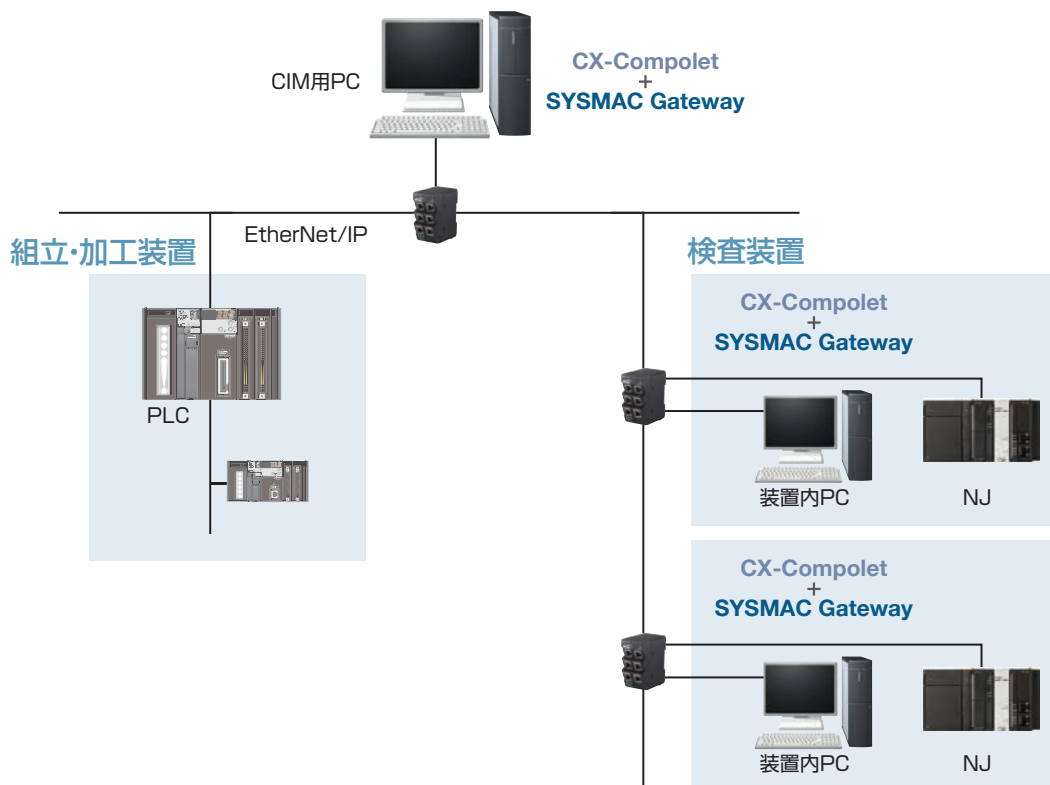 CIM用PC
CX-Compolet
+
SYSMAC Gateway
EtherNet/IP
組立・加工装置
PLC
検査装置
CX-Compolet
+
SYSMAC Gateway
装置内PC
NJ
CX-Compolet
+
SYSMAC Gateway
装置内PC
NJ